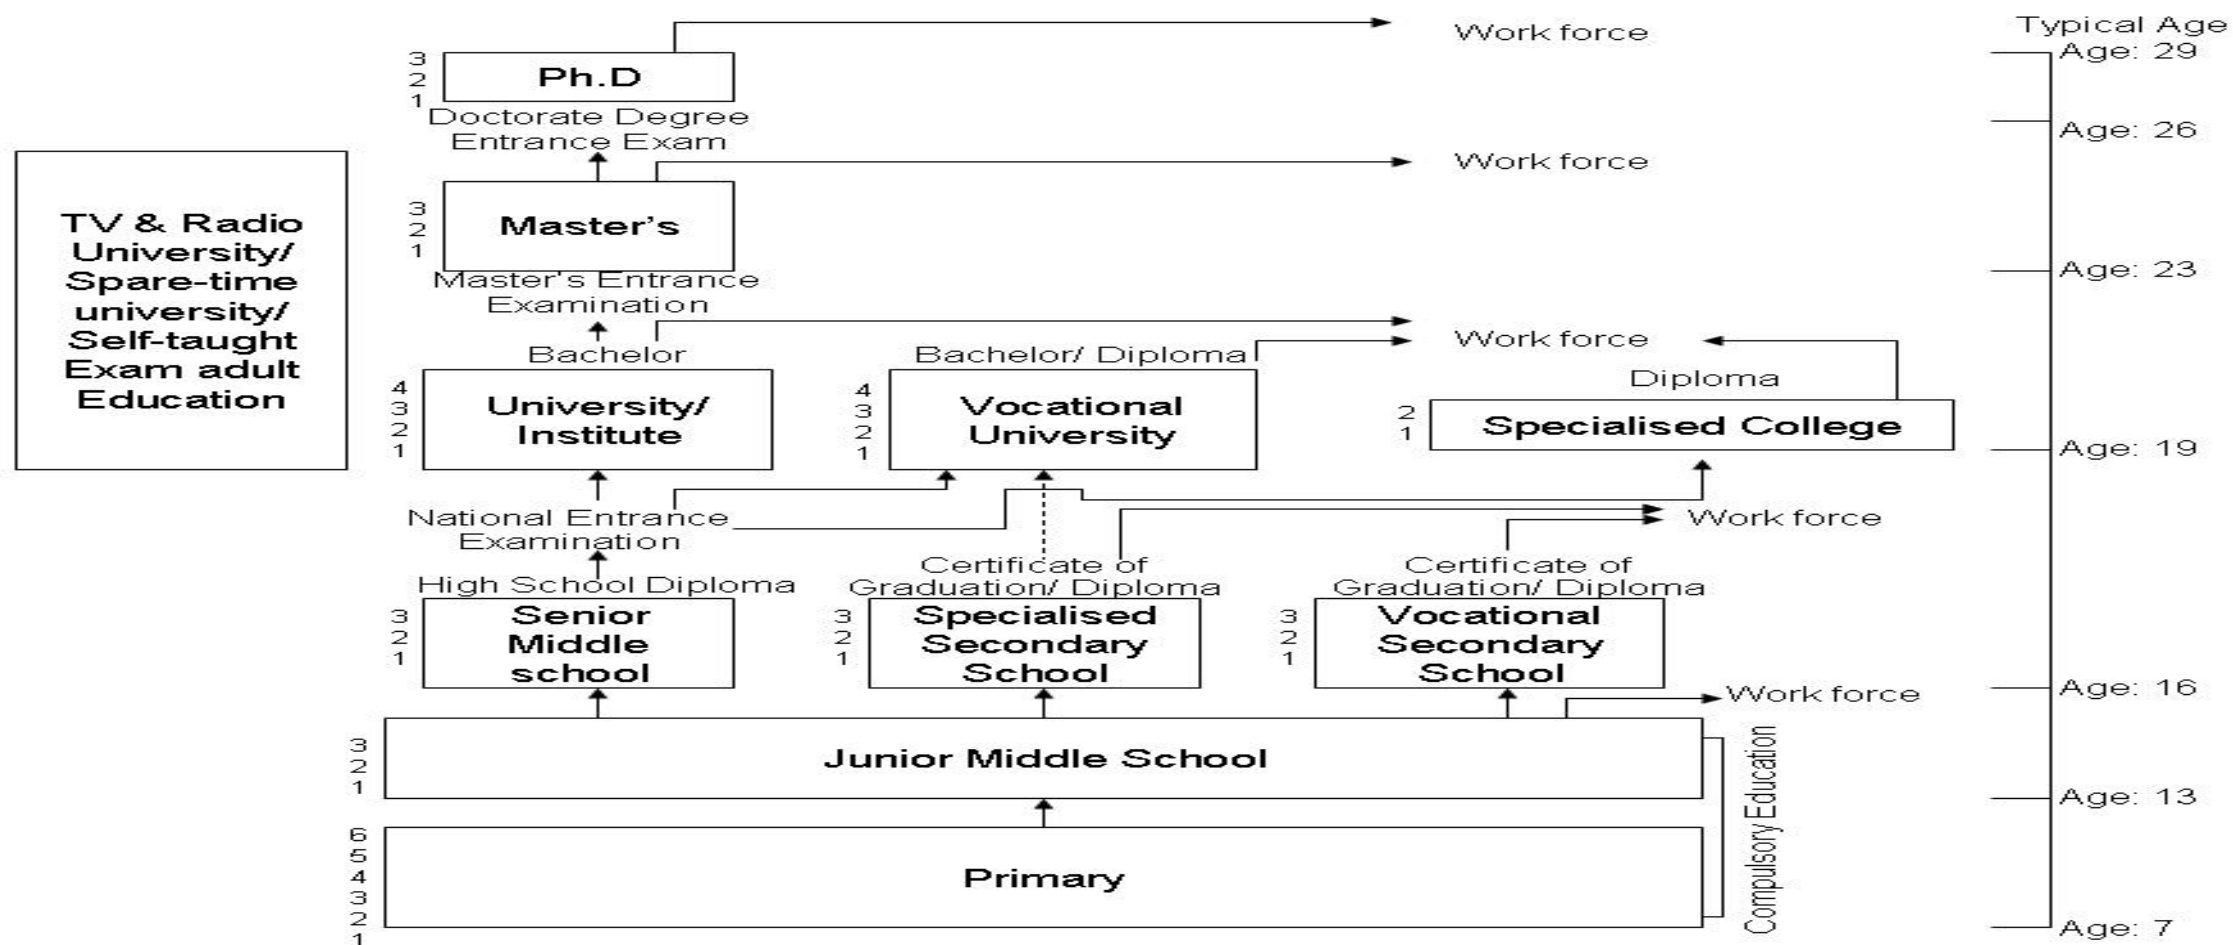 Typical Age
Work force
Age: 29
3
2
1
Ph.D
Doctorate Degree
Entrance Exam
Age: 26
Work force
TV & Radio
University/
Spare-time
university/
Self-taught
Exam adult
Education
3
2
1
Master's
Master's Entrance
Examination
Age: 23
Bachelor
Bachelor/ Diploma
Work force
Diploma
4
3
2
1
University/
Institute
4
3
2
1
Vocational
University
2
1
Specialised College
Age: 19
National Entrance
Examination
Work force
High School Diploma
Certificate of
Graduation/ Diploma
Certificate of
Graduation/ Diploma
3
2
1
Senior
Middle
school
3
2
1
Specialised
Secondary
School
3
2
1
Vocational
Secondary
School
Age: 16
Work force
3
2
1
Junior Middle School
Compulsory Education
Age: 13
6
5
4
3
2
1
Primary
Age: 7